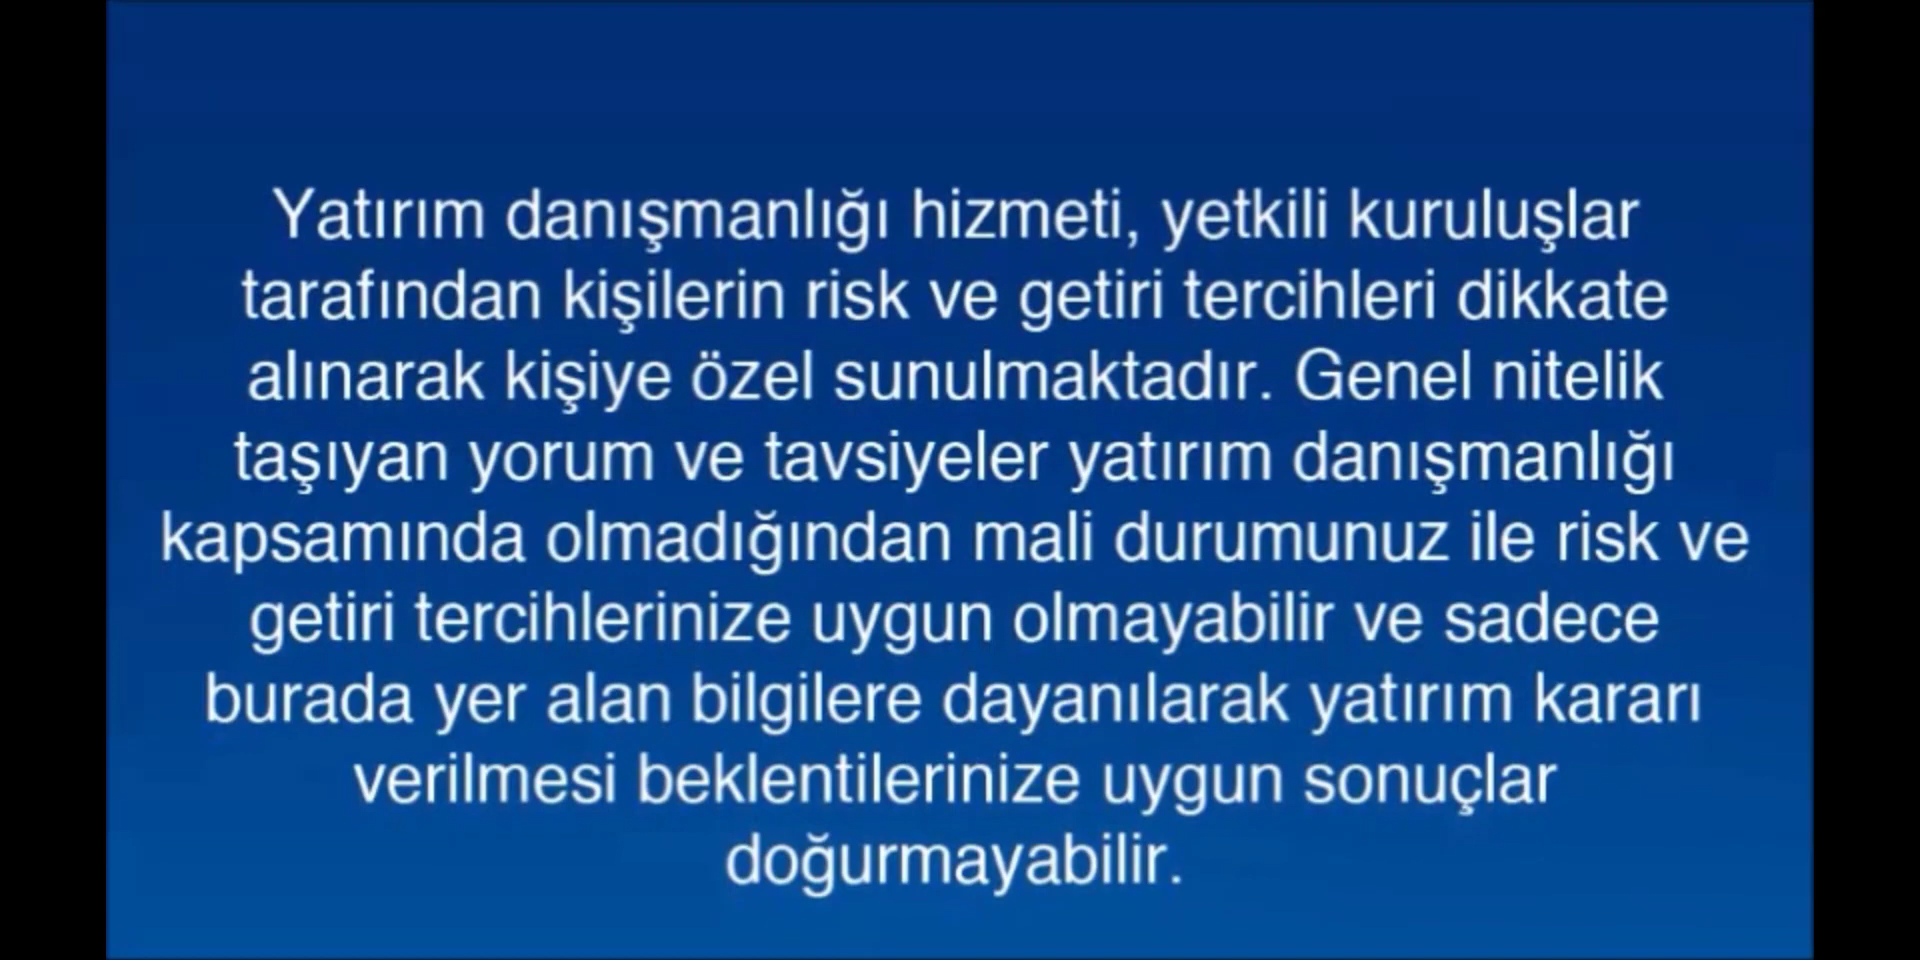 Yatırım danışmanlığı hizmeti, yetkili kuruluşlar
tarafından kişilerin risk ve getiri tercihleri dikkate
alınarak kişiye özel sunulmaktadır. Genel nitelik
taşıyan yorum ve tavsiyeler yatırım danışmanlığı
kapsamında olmadığından mali durumunuz ile risk ve
getiri tercihlerinize uygun olmayabilir ve sadece
burada yer alan bilgilere dayanılarak yatırım kararı
verilmesi beklentilerinize uygun sonuçlar
doğurmayabilir.